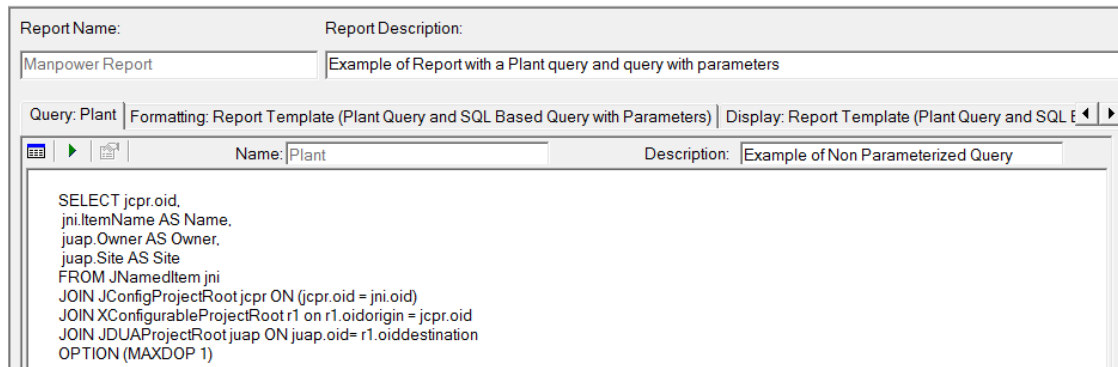 Report Name: Report Description:
Manpower Report Example of Report with a Plant query and query with parameters
Query: Plant Formatting: Report Template (Plant Query and SQL Based Query with Parameters) Display: Report Template (Plant Query and SQL
Name: Plant Description: Example of Non Parameterized Query
SELECT jcpr.oid,
jni.ItemName AS Name,
juap.Owner AS Owner,
juap.Site AS Site
FROM JNamedItem jni
JOIN JConfigProjectRoot jcpr ON (jcpr.oid = jni.oid)
JOIN XConfigurableProjectRoot r1 on r1.oidorigin = jcpr.oid
JOIN JDUAProjectRoot juap ON juap.oid= r1.oiddestination
OPTION (MAXDOP 1)